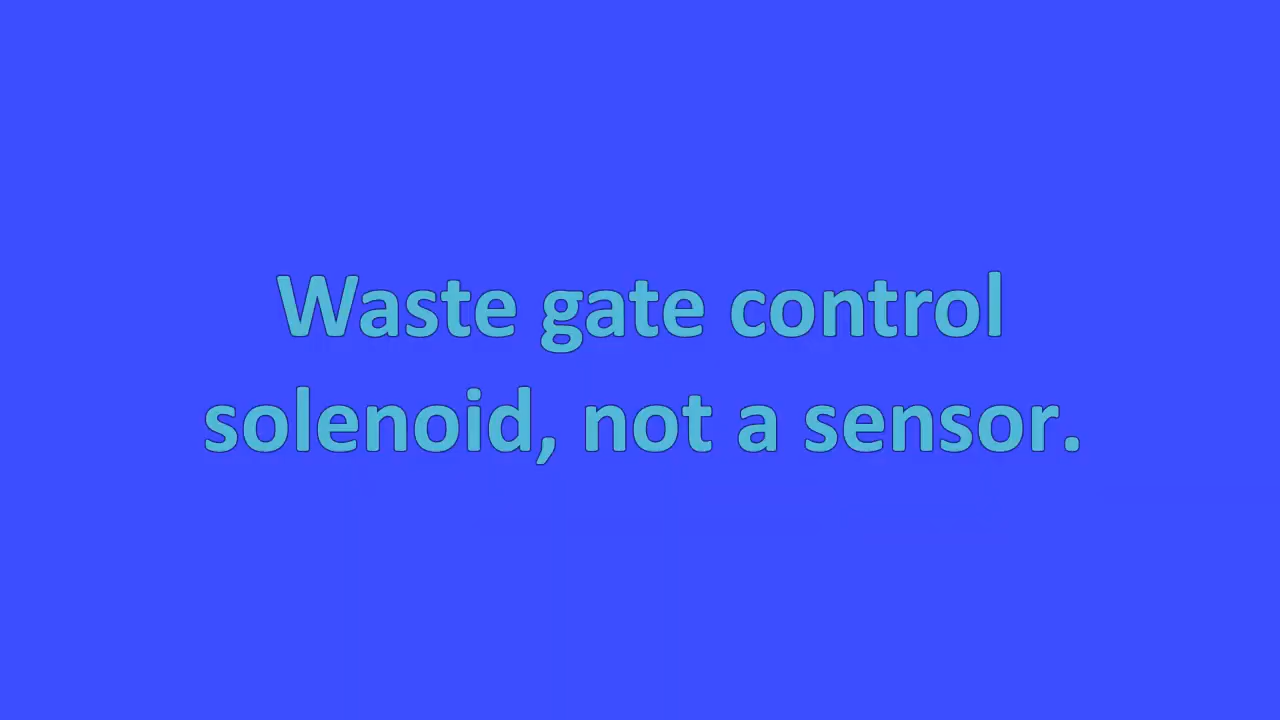 Waste gate control
solenoid, not a sensor.